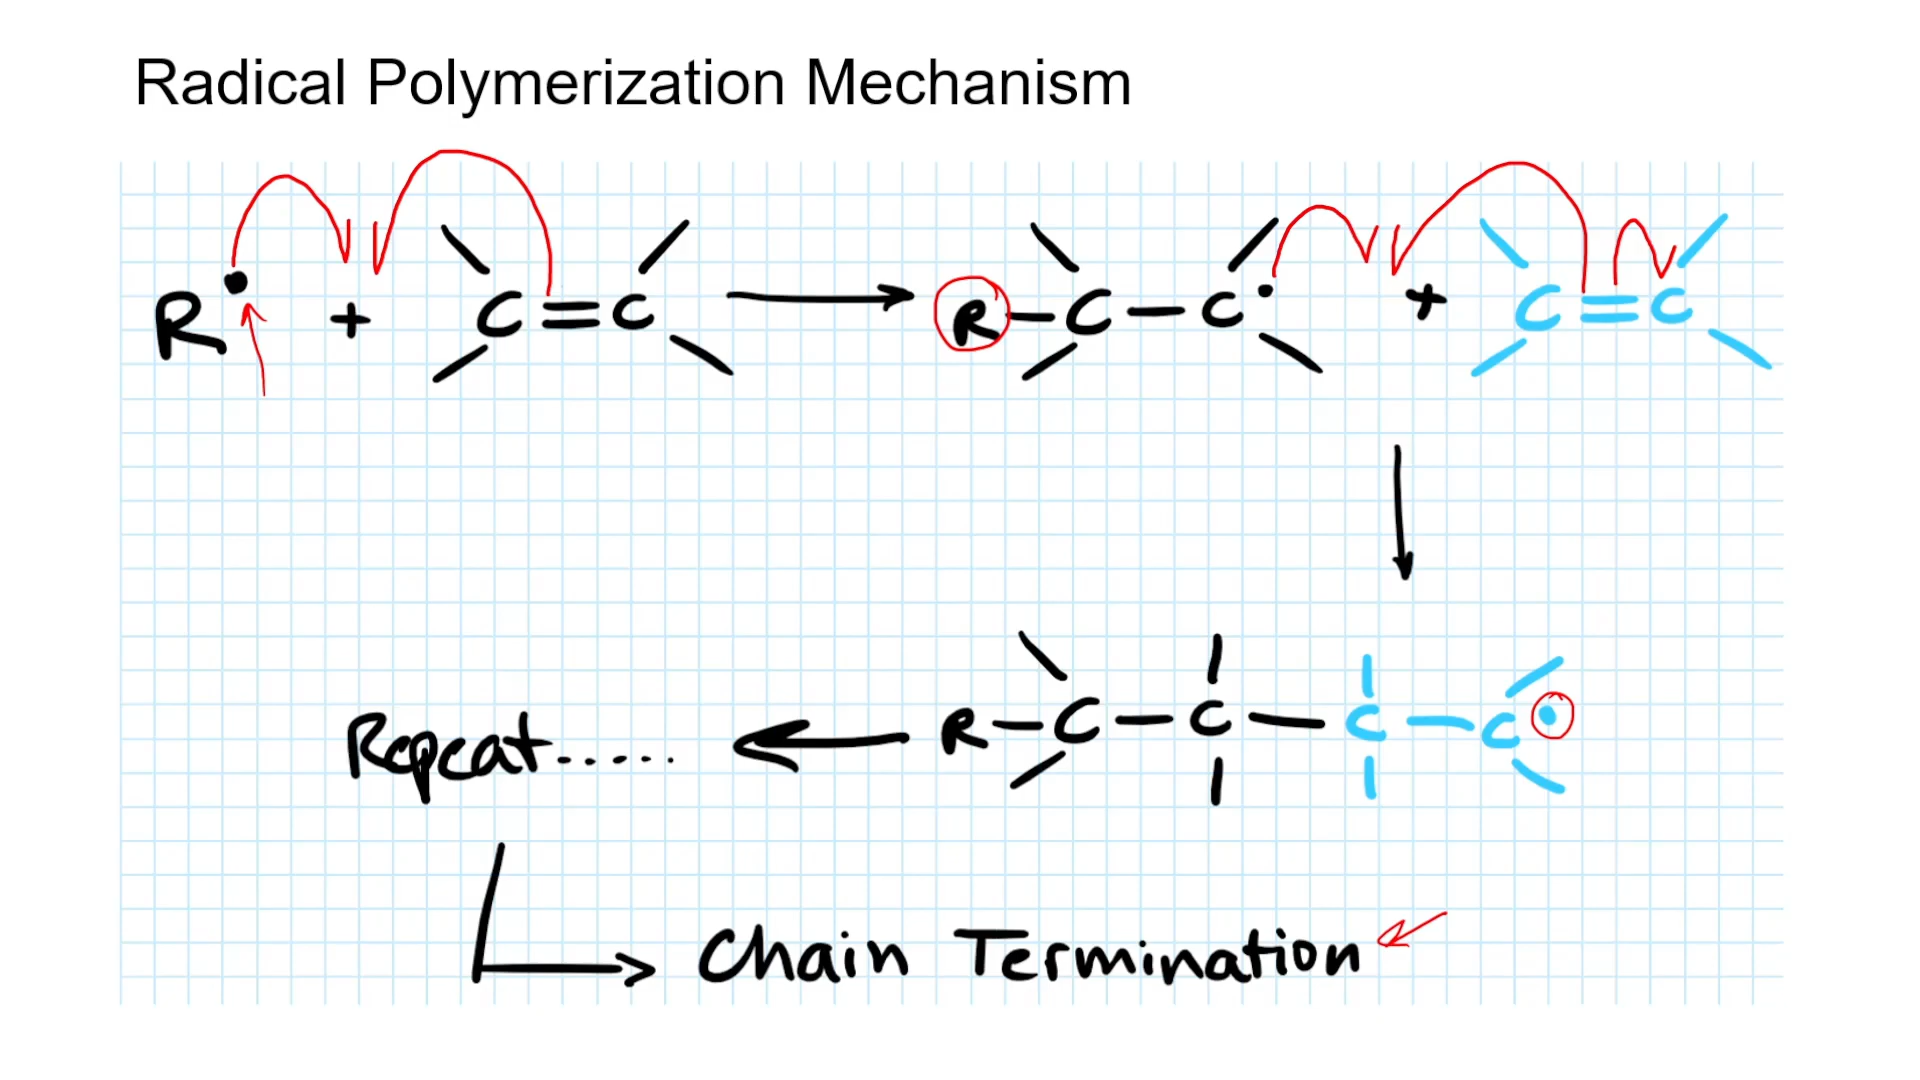 Radical Polymerization Mechanism
R• + C=C → R-C-C• + C=C
Repeat...... ← R-C-C-C-C•
Chain Termination